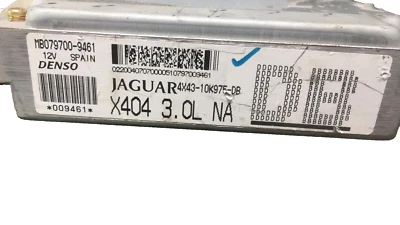 MB079700-9461
12V SPAIN
DENSO
*009461*
02200407070000510797009461
JAGUAR 4X43-10K975-DB
X404 3.0L NA